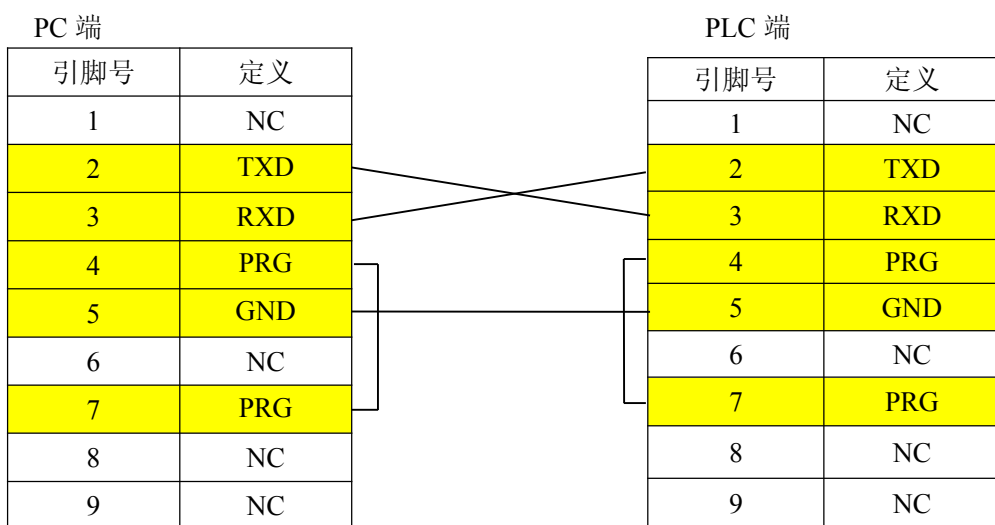 PC 端
引脚号 定义
1 NC
2 TXD
3 RXD
4 PRG
5 GND
6 NC
7 PRG
8 NC
9 NC
PLC 端
引脚号 定义
1 NC
2 TXD
3 RXD
4 PRG
5 GND
6 NC
7 PRG
8 NC
9 NC